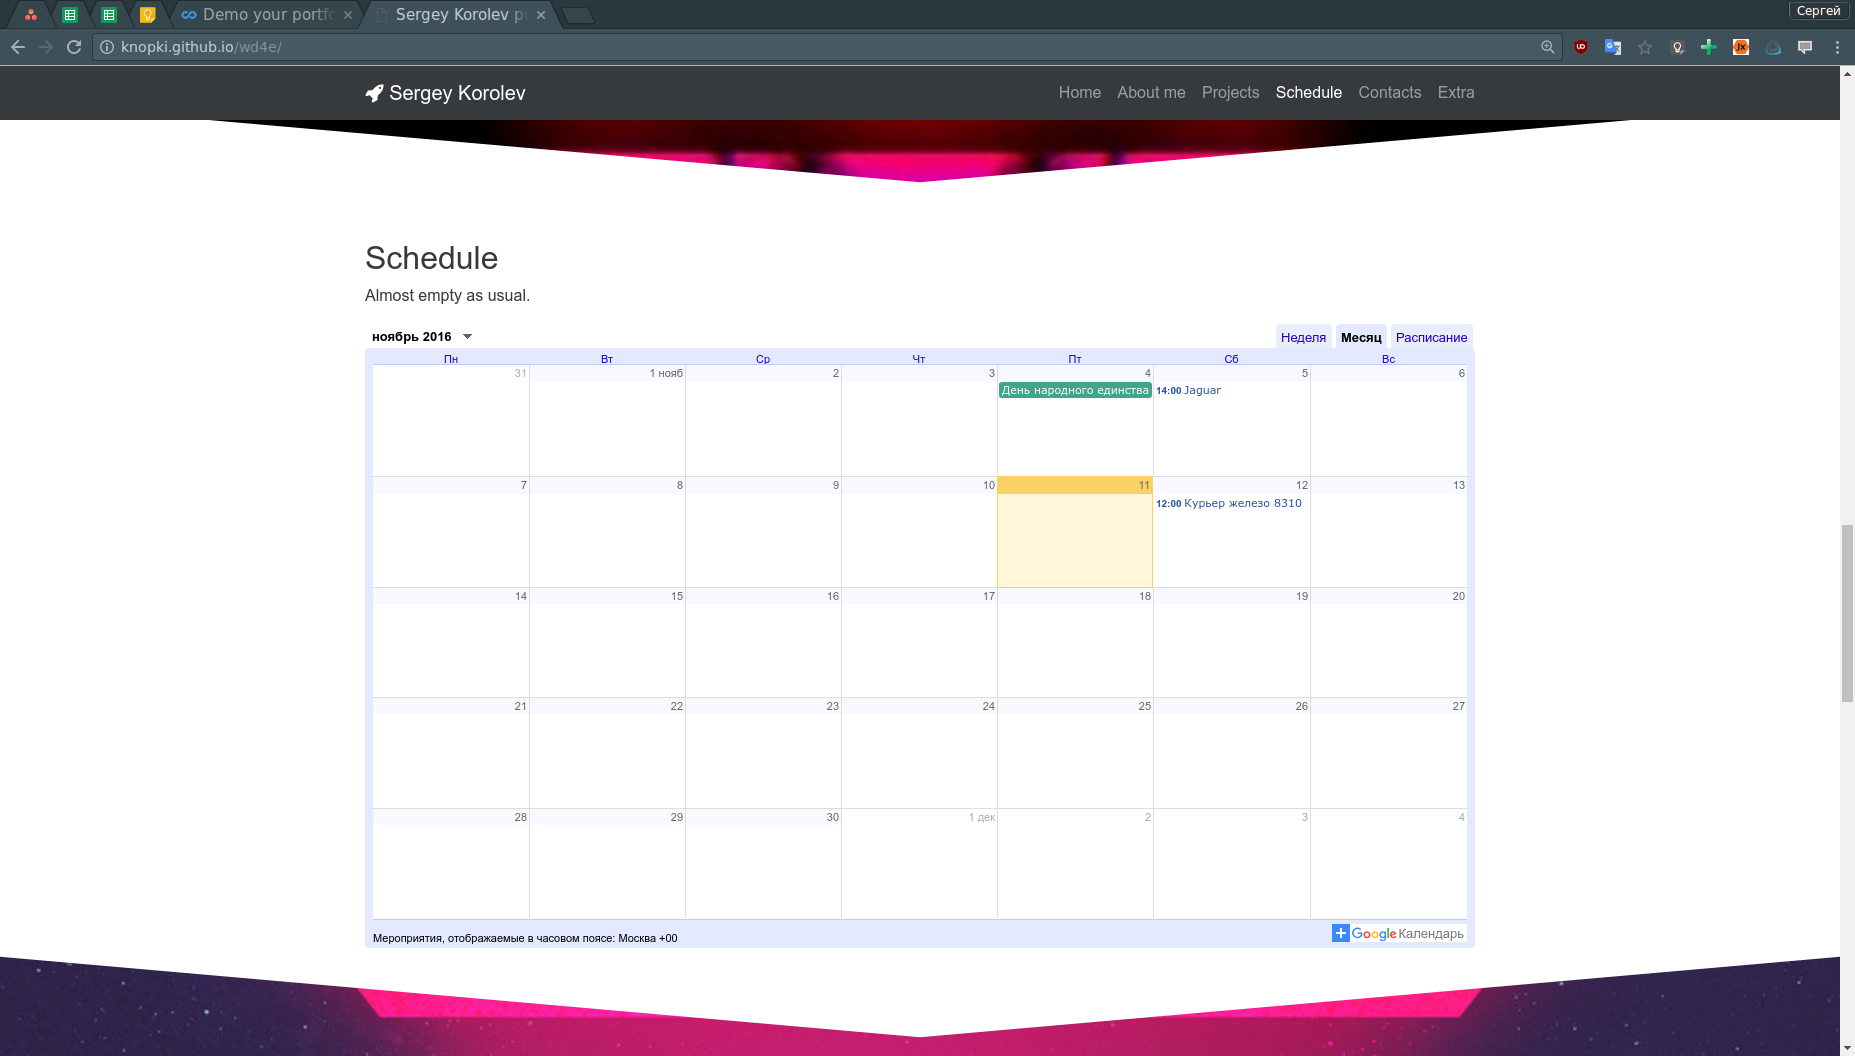 Demo your portfo
Sergey Korolev po
Сергей
knopki.github.io/wd4e/
Sergey Korolev
Home About me Projects Schedule Contacts Extra
Schedule
Almost empty as usual.
ноябрь 2016
Неделя Месяц Расписание
Пн Вт Ср Чт Пт Сб Вс
31 1 нояб 2 3 4 5 6
День народного единства 14:00 Jaguar
7 8 9 10 11 12 13
12:00 Курьер железо 8310
14 15 16 17 18 19 20
21 22 23 24 25 26 27
28 29 30 1 дек 2 3 4
Мероприятия, отображаемые в часовом поясе: Москва +00
Google Календарь